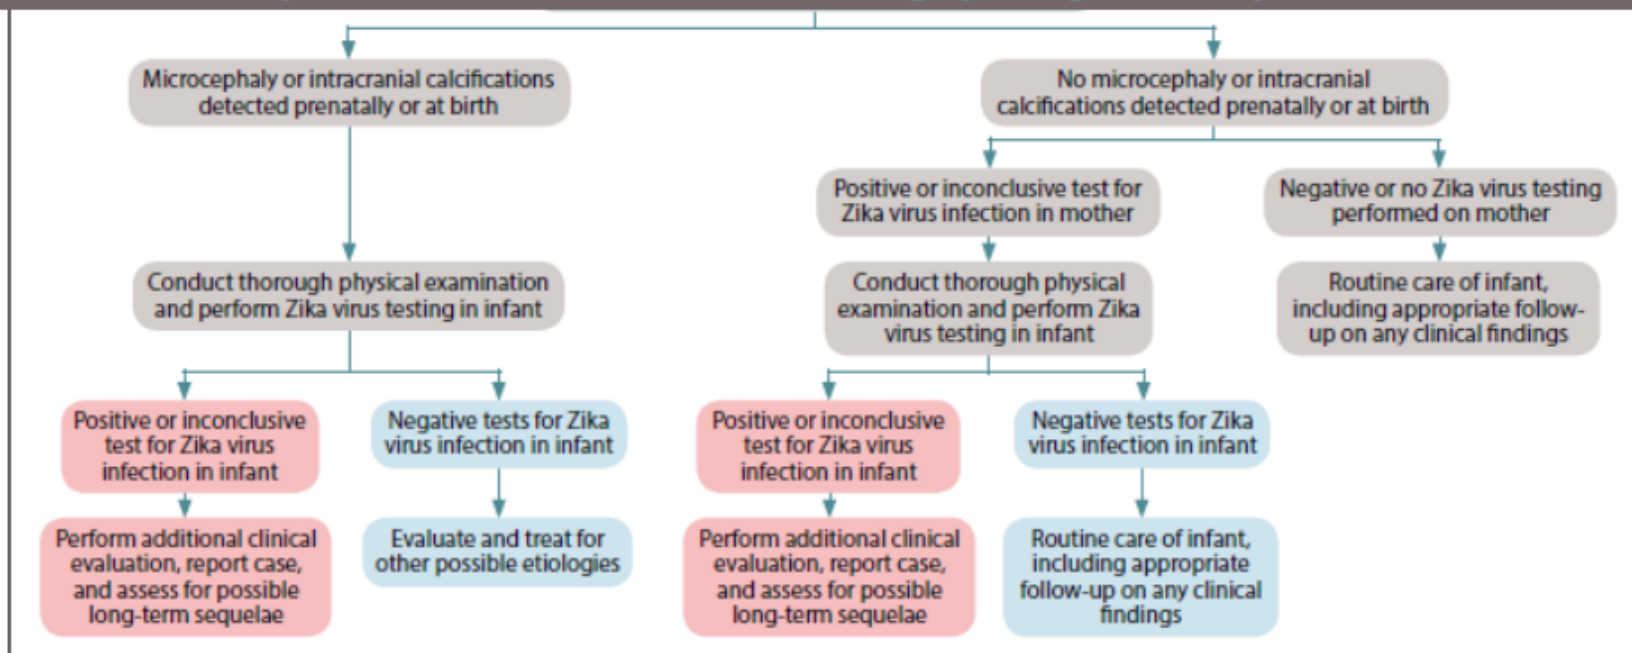 Microcephaly or intracranial calcifications
detected prenatally or at birth
No microcephaly or intracranial
calcifications detected prenatally or at birth
Positive or inconclusive test for
Zika virus infection in mother
Negative or no Zika virus testing
performed on mother
Conduct thorough physical examination
and perform Zika virus testing in infant
Conduct thorough physical
examination and perform Zika
virus testing in infant
Routine care of infant,
including appropriate follow-
up on any clinical findings
Positive or inconclusive
test for Zika virus
infection in infant
Negative tests for Zika
virus infection in infant
Positive or inconclusive
test for Zika virus
infection in infant
Negative tests for Zika
virus infection in infant
Perform additional clinical
evaluation, report case,
and assess for possible
long-term sequelae
Evaluate and treat for
other possible etiologies
Perform additional clinical
evaluation, report case,
and assess for possible
long-term sequelae
Routine care of infant,
including appropriate
follow-up on any clinical
findings